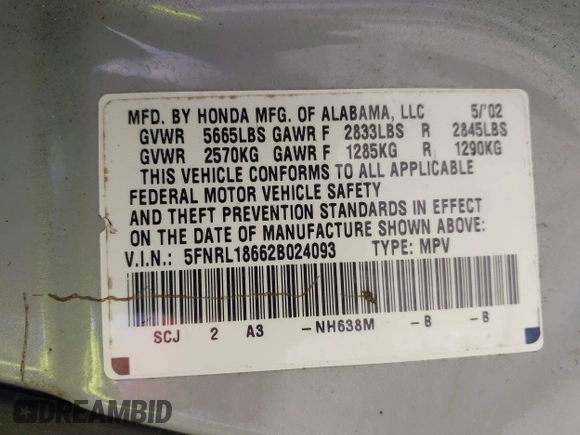 MFD. BY HONDA MFG. OF ALABAMA, LLC 5/'02
GVWR 5665LBS GAWR F 2833LBS R 2845LBS
GVWR 2570KG GAWR F 1285KG R 1290KG
THIS VEHICLE CONFORMS TO ALL APPLICABLE
FEDERAL MOTOR VEHICLE SAFETY
AND THEFT PREVENTION STANDARDS IN EFFECT
ON THE DATE OF MANUFACTURE SHOWN ABOVE:
V.I.N.: 5FNRL18662B024093 TYPE: MPV
SCJ 2 A3 -NH638M -B -B
DREAMBID